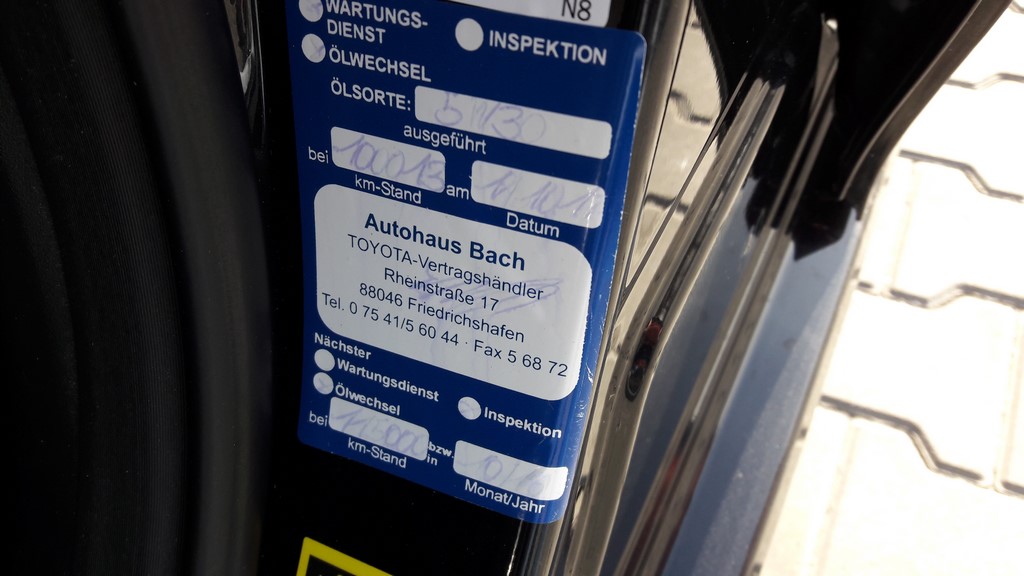 N8
WARTUNGS-
DIENST
INSPEKTION
ÖLWECHSEL
ÖLSORTE: 5W30
ausgeführt
bei 100013 am
km-Stand Datum
Autohaus Bach
TOYOTA-Vertragshändler
Rheinstraße 17
88046 Friedrichshafen
Tel. 0 75 41/5 60 44 · Fax 5 68 72
Nächster
Wartungsdienst
Ölwechsel Inspektion
bei bzw. in
km-Stand Monat/Jahr